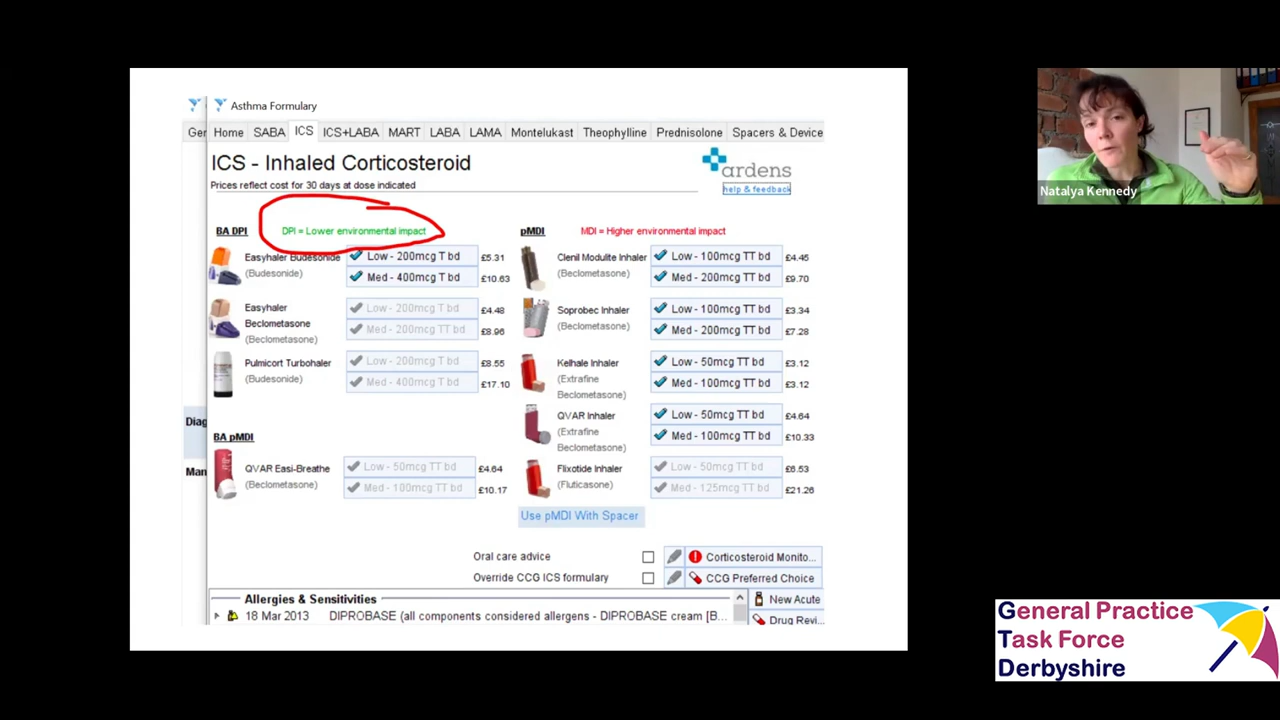 Asthma Formulary
Ger Home SABA ICS ICS+LABA MART LABA LAMA Montelukast Theophylline Prednisolone Spacers & Device
ICS - Inhaled Corticosteroid
ardens
Prices reflect cost for 30 days at dose indicated
help & feedback
BA DPI DPI = Lower environmental impact
Easyhaler Budesonide Low - 200mcg T bd £5.31
(Budesonide) Med - 400mcg T bd £10.63
Easyhaler Low - 200mcg T bd £4.48
Beclometasone Med - 200mcg TT bd £8.96
(Beclometasone)
Pulmicort Turbohaler Low - 200mcg T bd £8.55
(Budesonide) Med - 400mcg T bd £17.10
BA pMDI
QVAR Easi-Breathe Low - 50mcg TT bd £4.64
(Beclometasone) Med - 100mcg TT bd £10.17
pMDI MDI = Higher environmental impact
Clenil Modulite Inhaler Low - 100mcg TT bd £4.45
(Beclometasone) Med - 200mcg TT bd £9.70
Soprobec Inhaler Low - 100mcg TT bd £3.34
(Beclometasone) Med - 200mcg TT bd £7.28
Kelhale Inhaler Low - 50mcg TT bd £3.12
(Extrafine Med - 100mcg TT bd £3.12
Beclometasone)
QVAR Inhaler Low - 50mcg TT bd £4.64
(Extrafine Med - 100mcg TT bd £10.33
Beclometasone)
Flixotide Inhaler Low - 50mcg TT bd £6.53
(Fluticasone) Med - 125mcg TT bd £21.26
Use pMDI With Spacer
Diag
Man
Oral care advice Corticosteroid Monito...
Override CCG ICS formulary CCG Preferred Choice
Allergies & Sensitivities New Acute
18 Mar 2013 DIPROBASE (all components considered allergens - DIPROBASE cream [B... Drug Revi...
Natalya Kennedy
General Practice
Task Force
Derbyshire